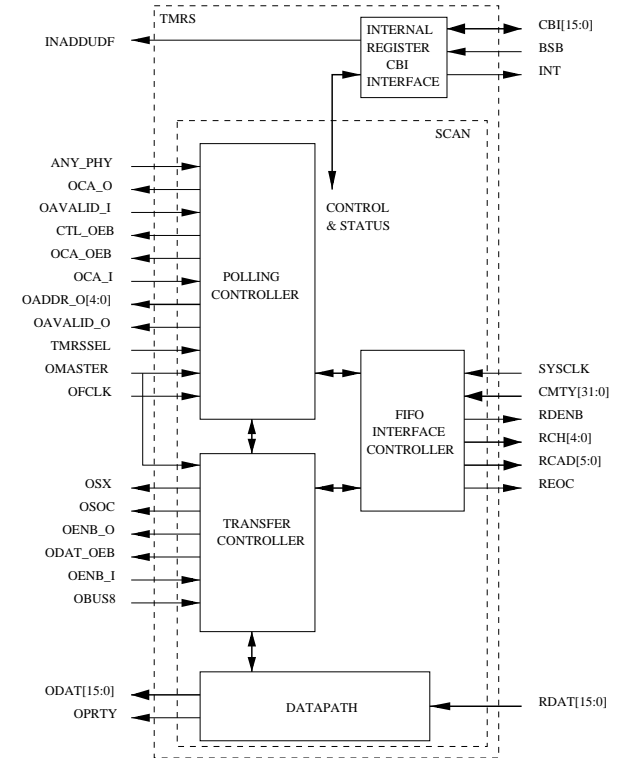 TMRS
INADDUDF
INTERNAL
REGISTER
CBI
INTERFACE
CBI[15:0]
BSB
INT
SCAN
ANY_PHY
OCA_O
OAVALID_I
CTL_OEB
OCA_OEB
OCA_I
OADDR_O[4:0]
OAVALID_O
TMRSSEL
OMASTER
OFCLK
POLLING
CONTROLLER
CONTROL
& STATUS
FIFO
INTERFACE
CONTROLLER
SYSCLK
CMTY[31:0]
RDENB
RCH[4:0]
RCAD[5:0]
REOC
OSX
OSOC
OENB_O
ODAT_OEB
OENB_I
OBUS8
TRANSFER
CONTROLLER
ODAT[15:0]
OPRTY
DATAPATH
RDAT[15:0]